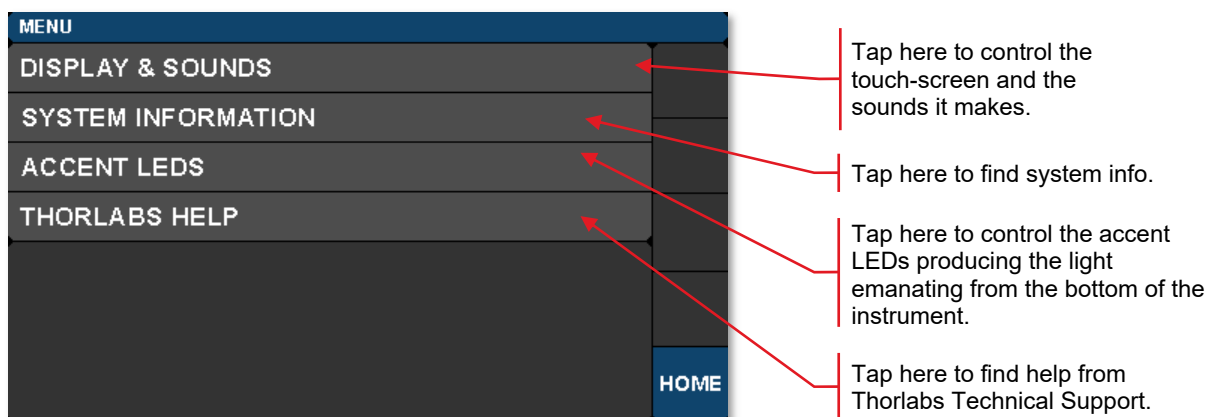 MENU
DISPLAY & SOUNDS
SYSTEM INFORMATION
ACCENT LEDS
THORLABS HELP
HOME
Tap here to control the
touch-screen and the
sounds it makes.
Tap here to find system info.
Tap here to control the accent
LEDs producing the light
emanating from the bottom of the
instrument.
Tap here to find help from
Thorlabs Technical Support.